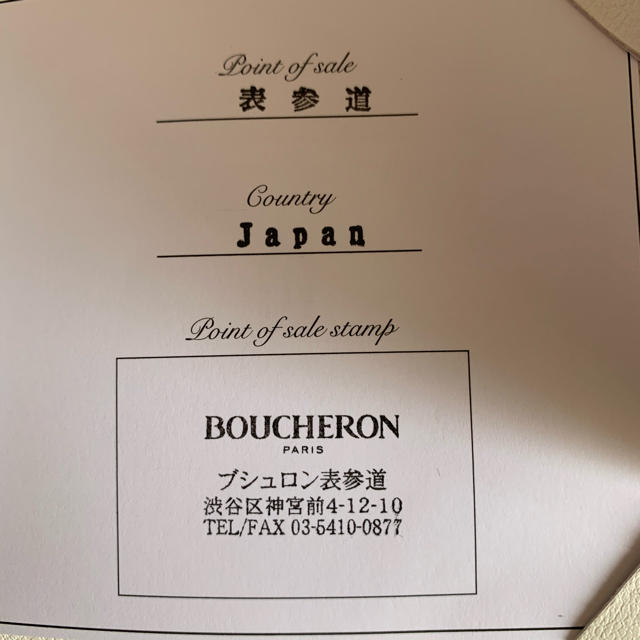 Point of sale
表参道
Country
Japan
Point of sale stamp
BOUCHERON
PARIS
ブシュロン表参道
渋谷区神宮前4-12-10
TEL/FAX 03-5410-0877